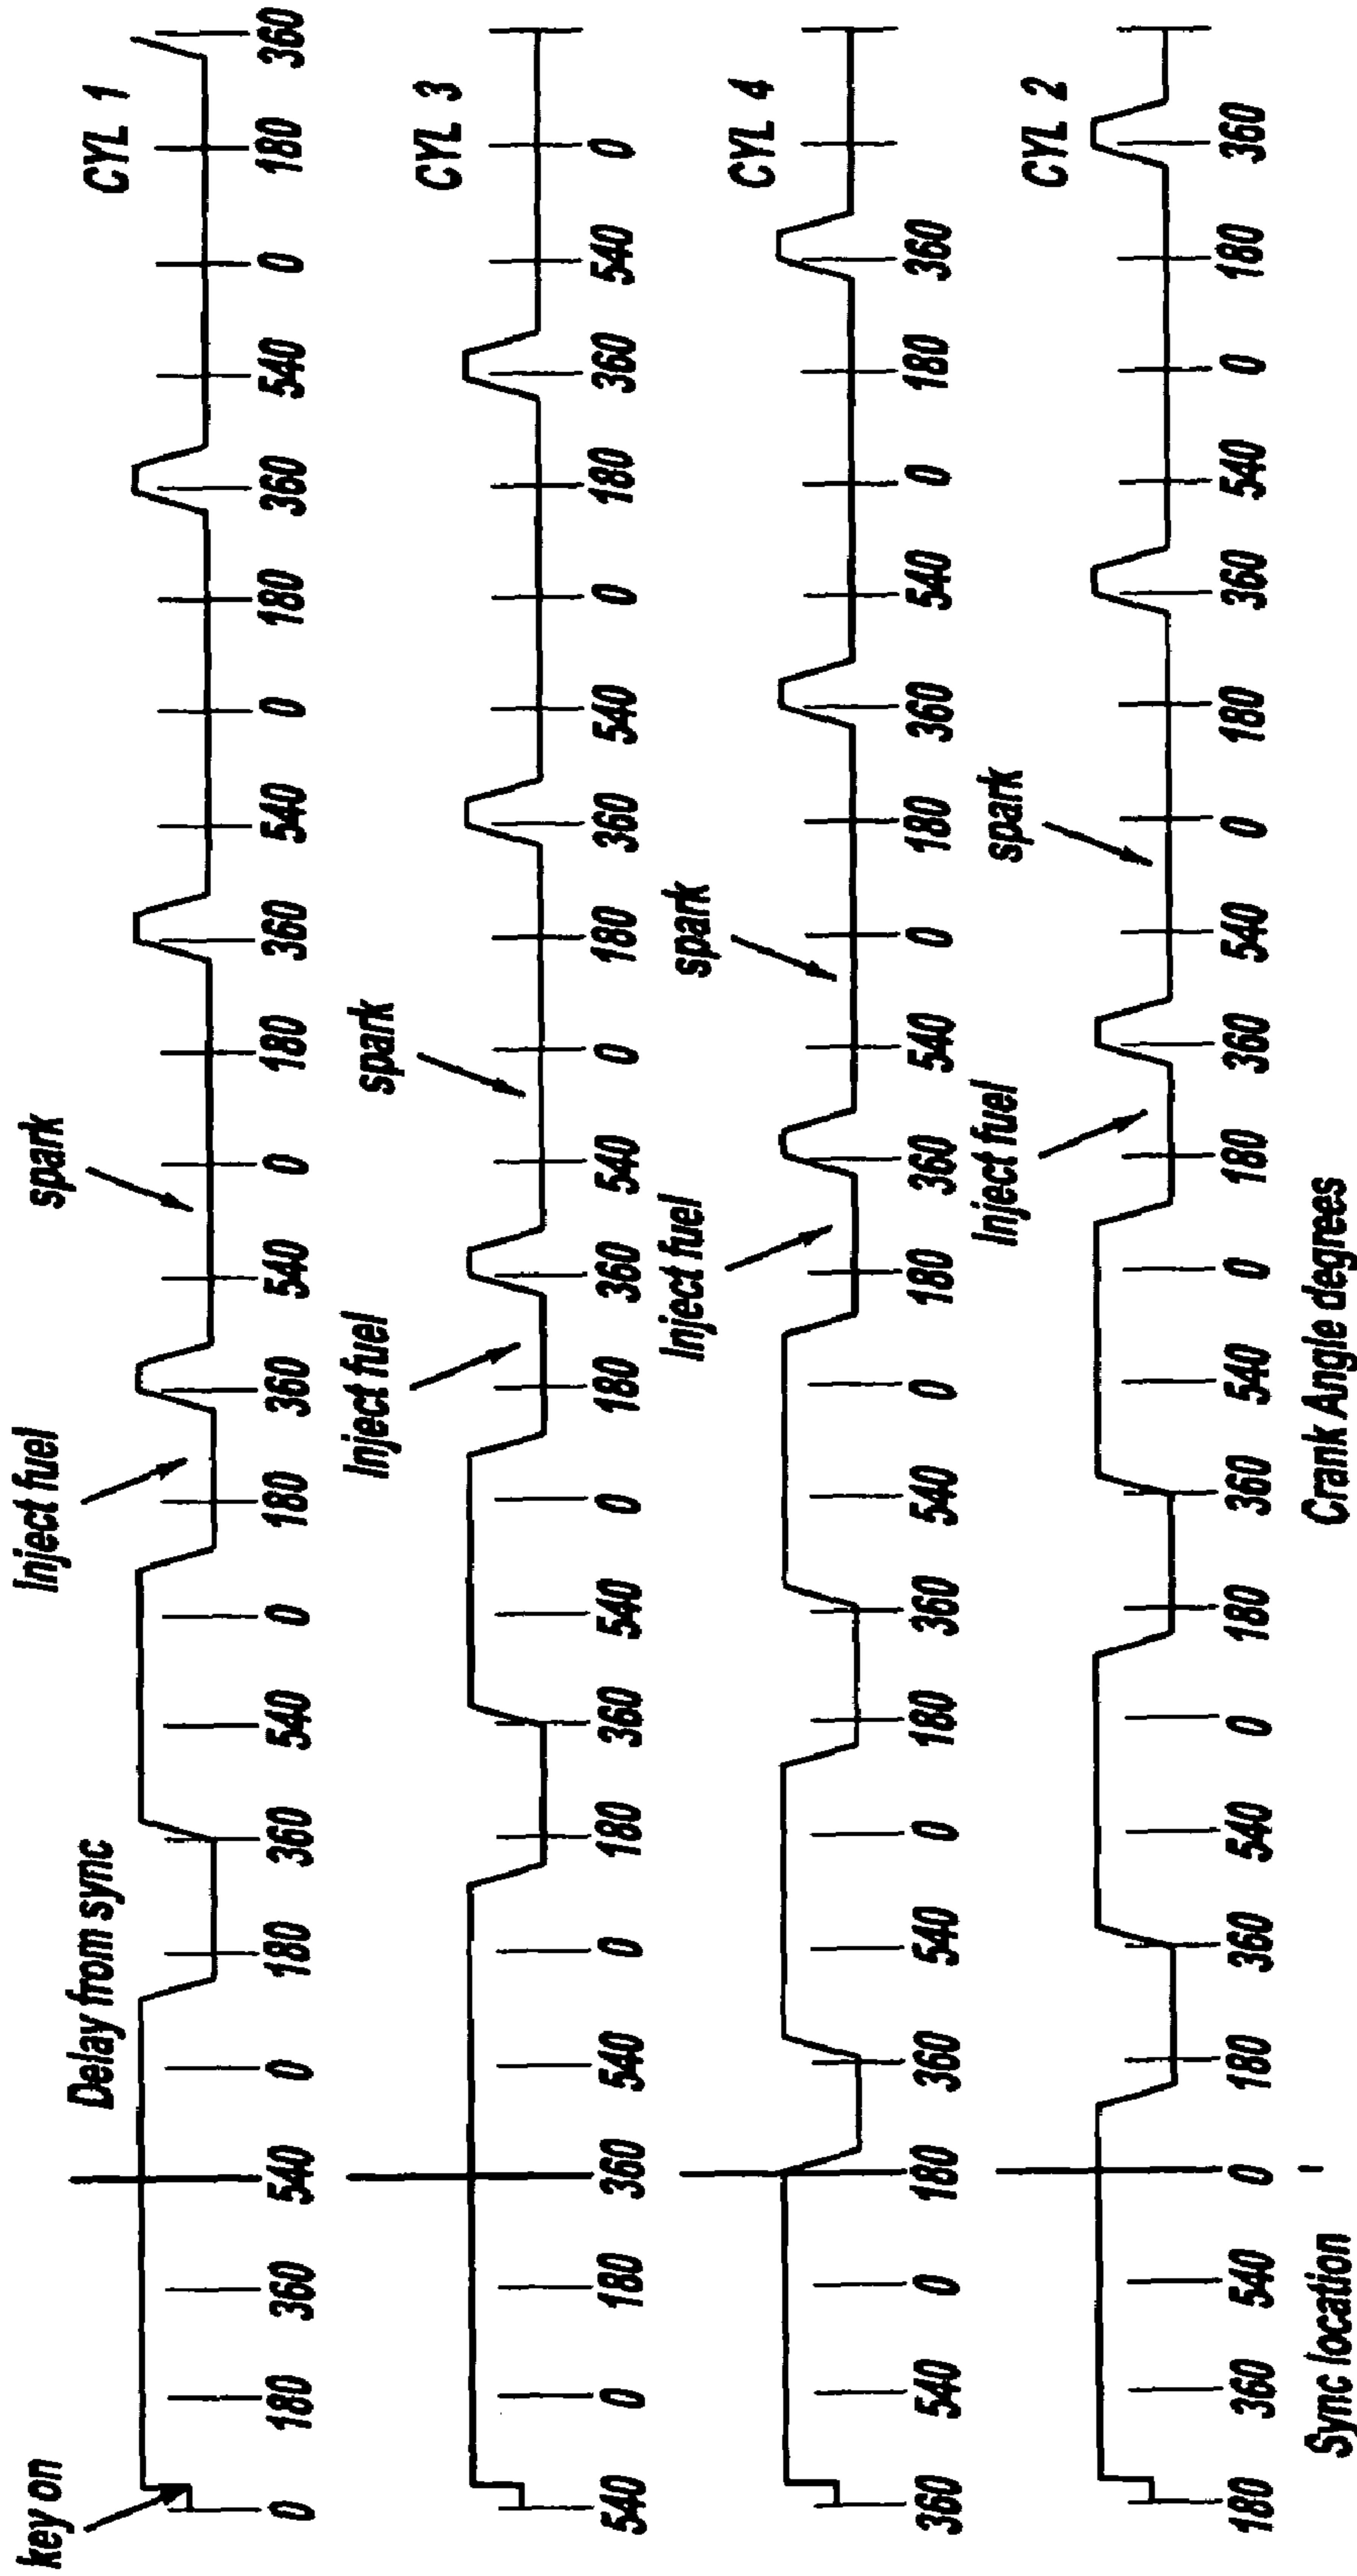 key on Delay from sync Inject fuel spark CYL 1
0 180 360 540 0 180 360 540 0 180 360 540 0 180 360 540 0 180 360 540 0 180 360
Inject fuel spark CYL 3
540 0 180 360 540 0 180 360 540 0 180 360 540 0 180 360 540 0 180 360 540 0
Inject fuel spark CYL 4
360 540 0 180 360 540 0 180 360 540 0 180 360 540 0 180 360 540 0 180 360
Inject fuel spark CYL 2
180 360 540 0 180 360 540 0 180 360 540 0 180 360 540 0 180 360 540 0 180 360
Sync location Crank Angle degrees